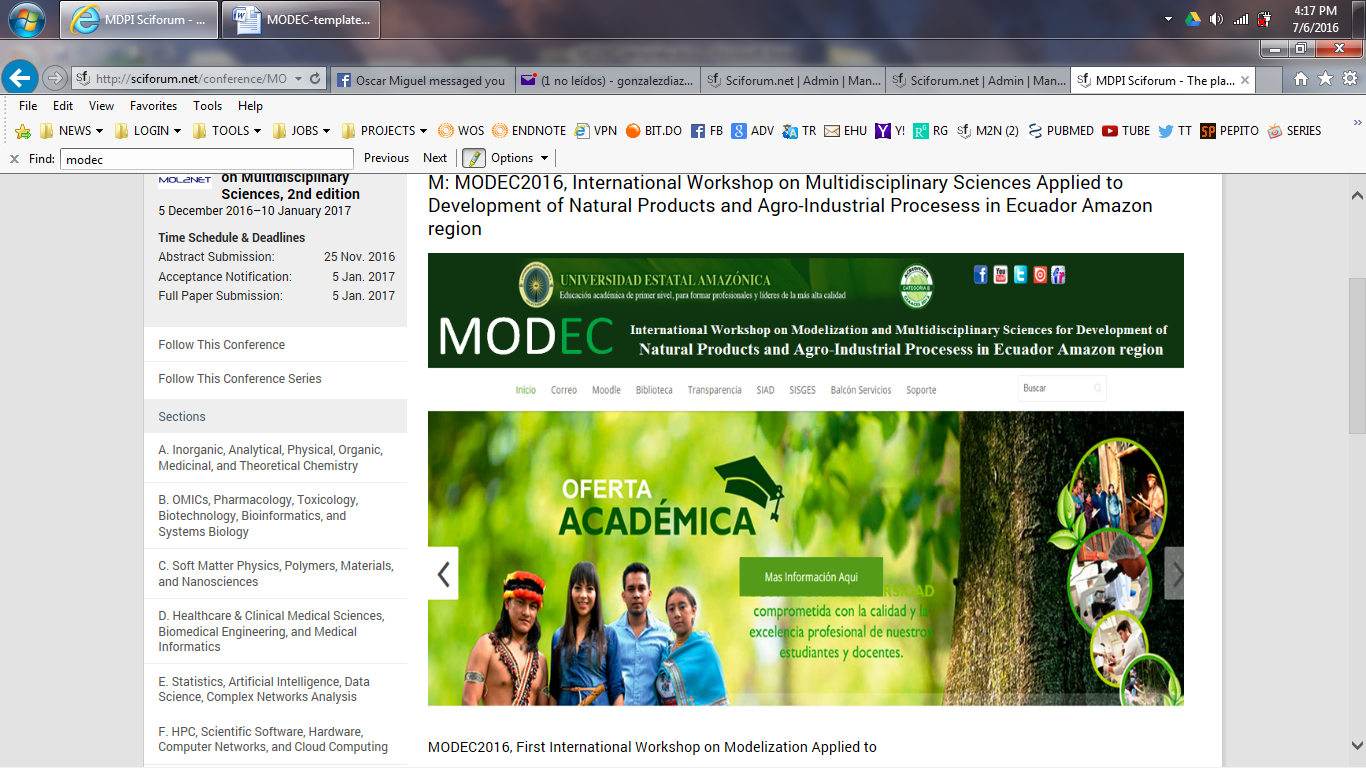 MDPI Sciforum - ...
MODEC-template...
4:17 PM
7/6/2016
http://sciforum.net/conference/MO
Oscar Miguel messaged you
(1 no leídos) - gonzalezdiaz...
Sciforum.net | Admin | Man...
Sciforum.net | Admin | Man...
MDPI Sciforum - The pla...
File Edit View Favorites Tools Help
NEWS LOGIN TOOLS JOBS PROJECTS WOS ENDNOTE VPN BIT.DO FB ADV TR EHU Y! RG M2N (2) PUBMED TUBE TT PEPITO SERIES
Find: modec Previous Next Options
MOL2NET
on Multidisciplinary
Sciences, 2nd edition
5 December 2016–10 January 2017
Time Schedule & Deadlines
Abstract Submission: 25 Nov. 2016
Acceptance Notification: 5 Jan. 2017
Full Paper Submission: 5 Jan. 2017
Follow This Conference
Follow This Conference Series
Sections
A. Inorganic, Analytical, Physical, Organic,
Medicinal, and Theoretical Chemistry
B. OMICs, Pharmacology, Toxicology,
Biotechnology, Bioinformatics, and
Systems Biology
C. Soft Matter Physics, Polymers, Materials,
and Nanosciences
D. Healthcare & Clinical Medical Sciences,
Biomedical Engineering, and Medical
Informatics
E. Statistics, Artificial Intelligence, Data
Science, Complex Networks Analysis
F. HPC, Scientific Software, Hardware,
Computer Networks, and Cloud Computing
M: MODEC2016, International Workshop on Multidisciplinary Sciences Applied to
Development of Natural Products and Agro-Industrial Procesess in Ecuador Amazon
region
UNIVERSIDAD ESTATAL AMAZÓNICA
Educación académica de primer nivel, para formar profesionales y líderes de la más alta calidad
ACREDITADA
CATEGORIA B
MODEC
International Workshop on Modelization and Multidisciplinary Sciences for Development of
Natural Products and Agro-Industrial Procesess in Ecuador Amazon region
Inicio Correo Moodle Biblioteca Transparencia SIAD SISGES Balcón Servicios Soporte Buscar
OFERTA
ACADÉMICA
Mas Información Aqui
RSIDAD
comprometida con la calidad y la
excelencia profesional de nuestros
estudiantes y docentes.
MODEC2016, First International Workshop on Modelization Applied to